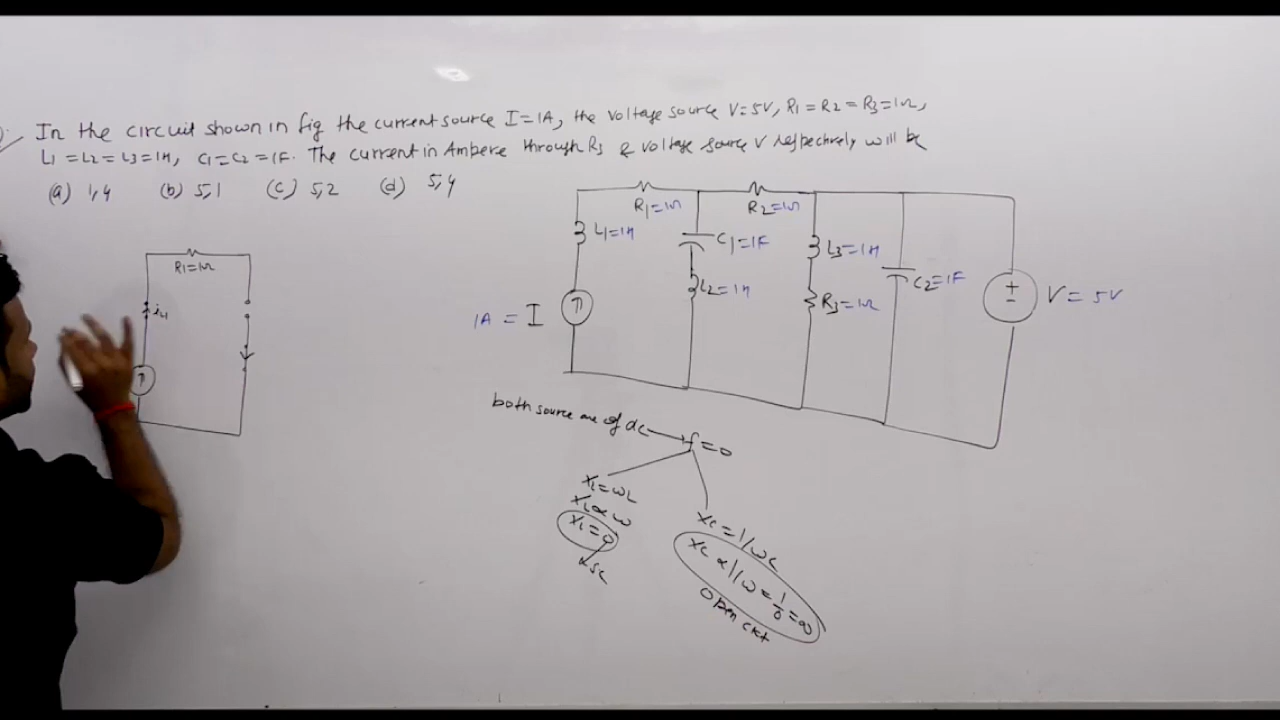 In the circuit shown in fig the current source I=1A, the voltage source V=5V, R1=R2=R3=1Ω,
L1=L2=L3=1H, C1=C2=1F. The current in Ampere through R3 & voltage source V respectively will be
(a) 1,4 (b) 5,1 (c) 5,2 (d) 5,4
R1=1Ω
R2=1Ω
L1=1H
C1=1F
L2=1H
L3=1H
R3=1Ω
C2=1F
V = 5V
1A = I
R1=1Ω
both source are of dc → f=0
XL=ωL
XL∝ω
XL=0
SC
XC=1/ωC
XC ∝ 1/ω = 1/0 = ∞
open ckt